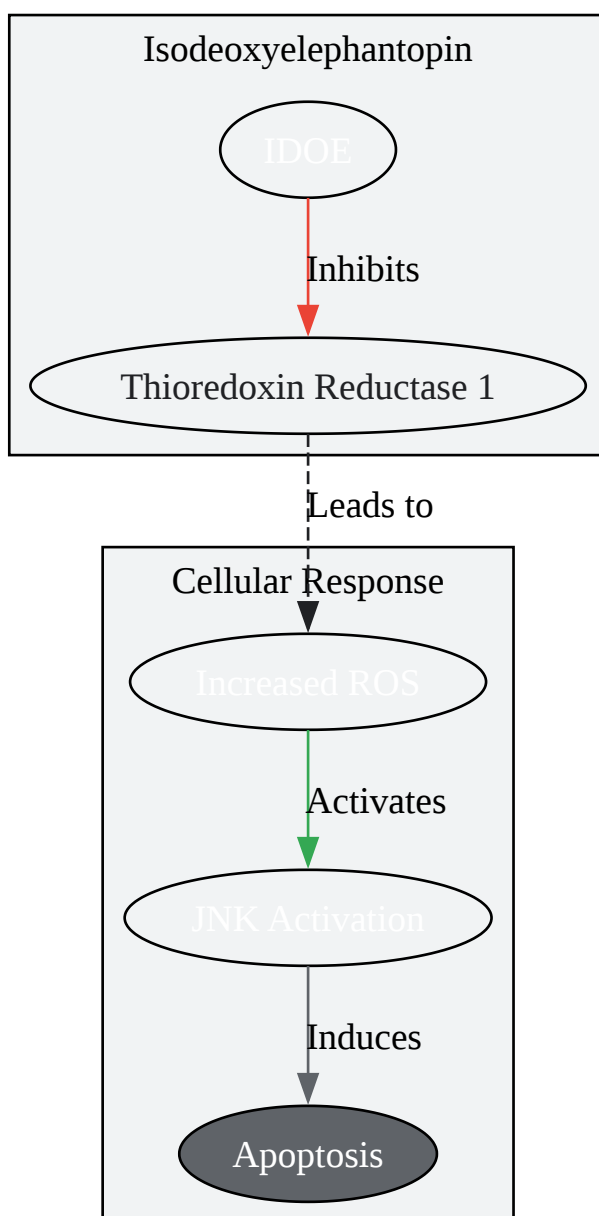 Isodeoxyelephantopin
IDOE
Inhibits
Thioredoxin Reductase 1
Leads to
Cellular Response
Increased ROS
Activates
JNK Activation
Induces
Apoptosis